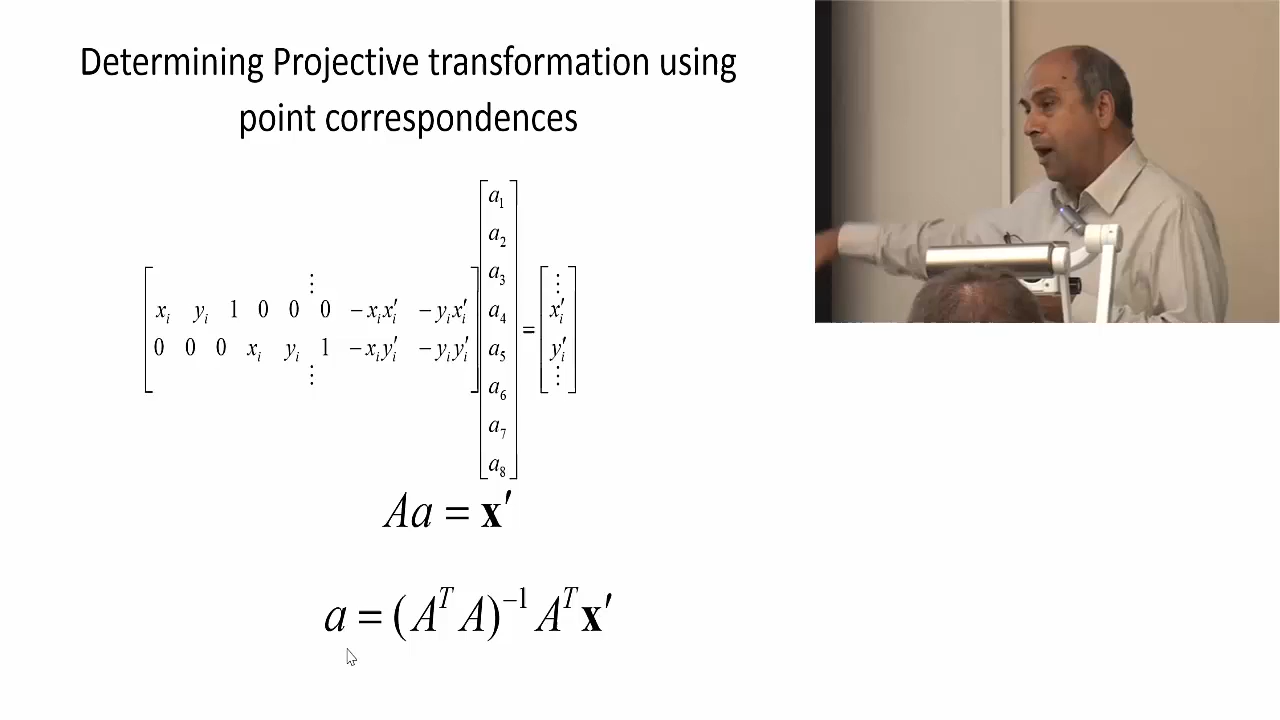 Determining Projective transformation using
point correspondences
⋮
xᵢ yᵢ 1 0 0 0 −xᵢx′ᵢ −yᵢx′ᵢ
0 0 0 xᵢ yᵢ 1 −xᵢy′ᵢ −yᵢy′ᵢ
⋮
a₁
a₂
a₃
a₄
a₅
a₆
a₇
a₈
=
⋮
x′ᵢ
y′ᵢ
⋮
Aa = x′
a = (AᵀA)⁻¹Aᵀx′